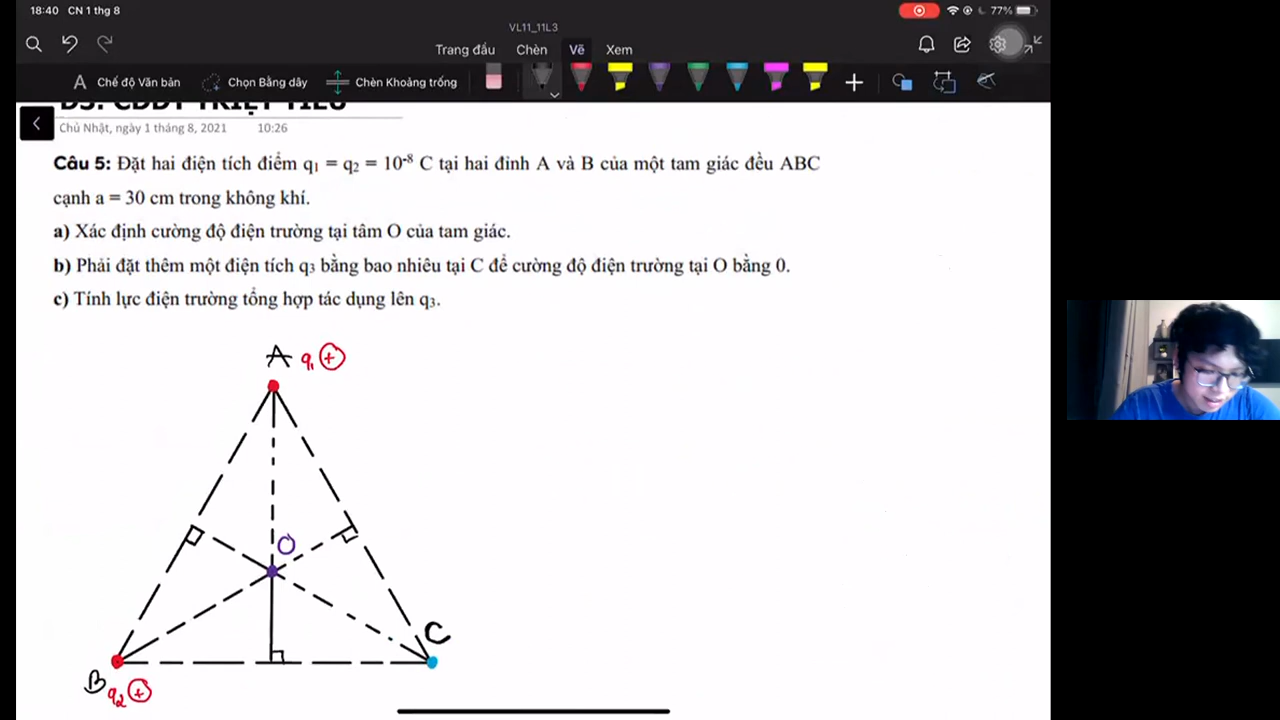 18:40 CN 1 thg 8
77%
VL11_11L3
Trang đầu Chèn Vẽ Xem
Chế độ Văn bản Chọn Bằng dây Chèn Khoảng trống
D5: CĐĐT TRIỆT TIÊU
Chủ Nhật, ngày 1 tháng 8, 2021 10:26
Câu 5: Đặt hai điện tích điểm q₁ = q₂ = 10⁻⁸ C tại hai đỉnh A và B của một tam giác đều ABC
cạnh a = 30 cm trong không khí.
a) Xác định cường độ điện trường tại tâm O của tam giác.
b) Phải đặt thêm một điện tích q₃ bằng bao nhiêu tại C để cường độ điện trường tại O bằng 0.
c) Tính lực điện trường tổng hợp tác dụng lên q₃.
A q₁ +
O
C
B q₂ +